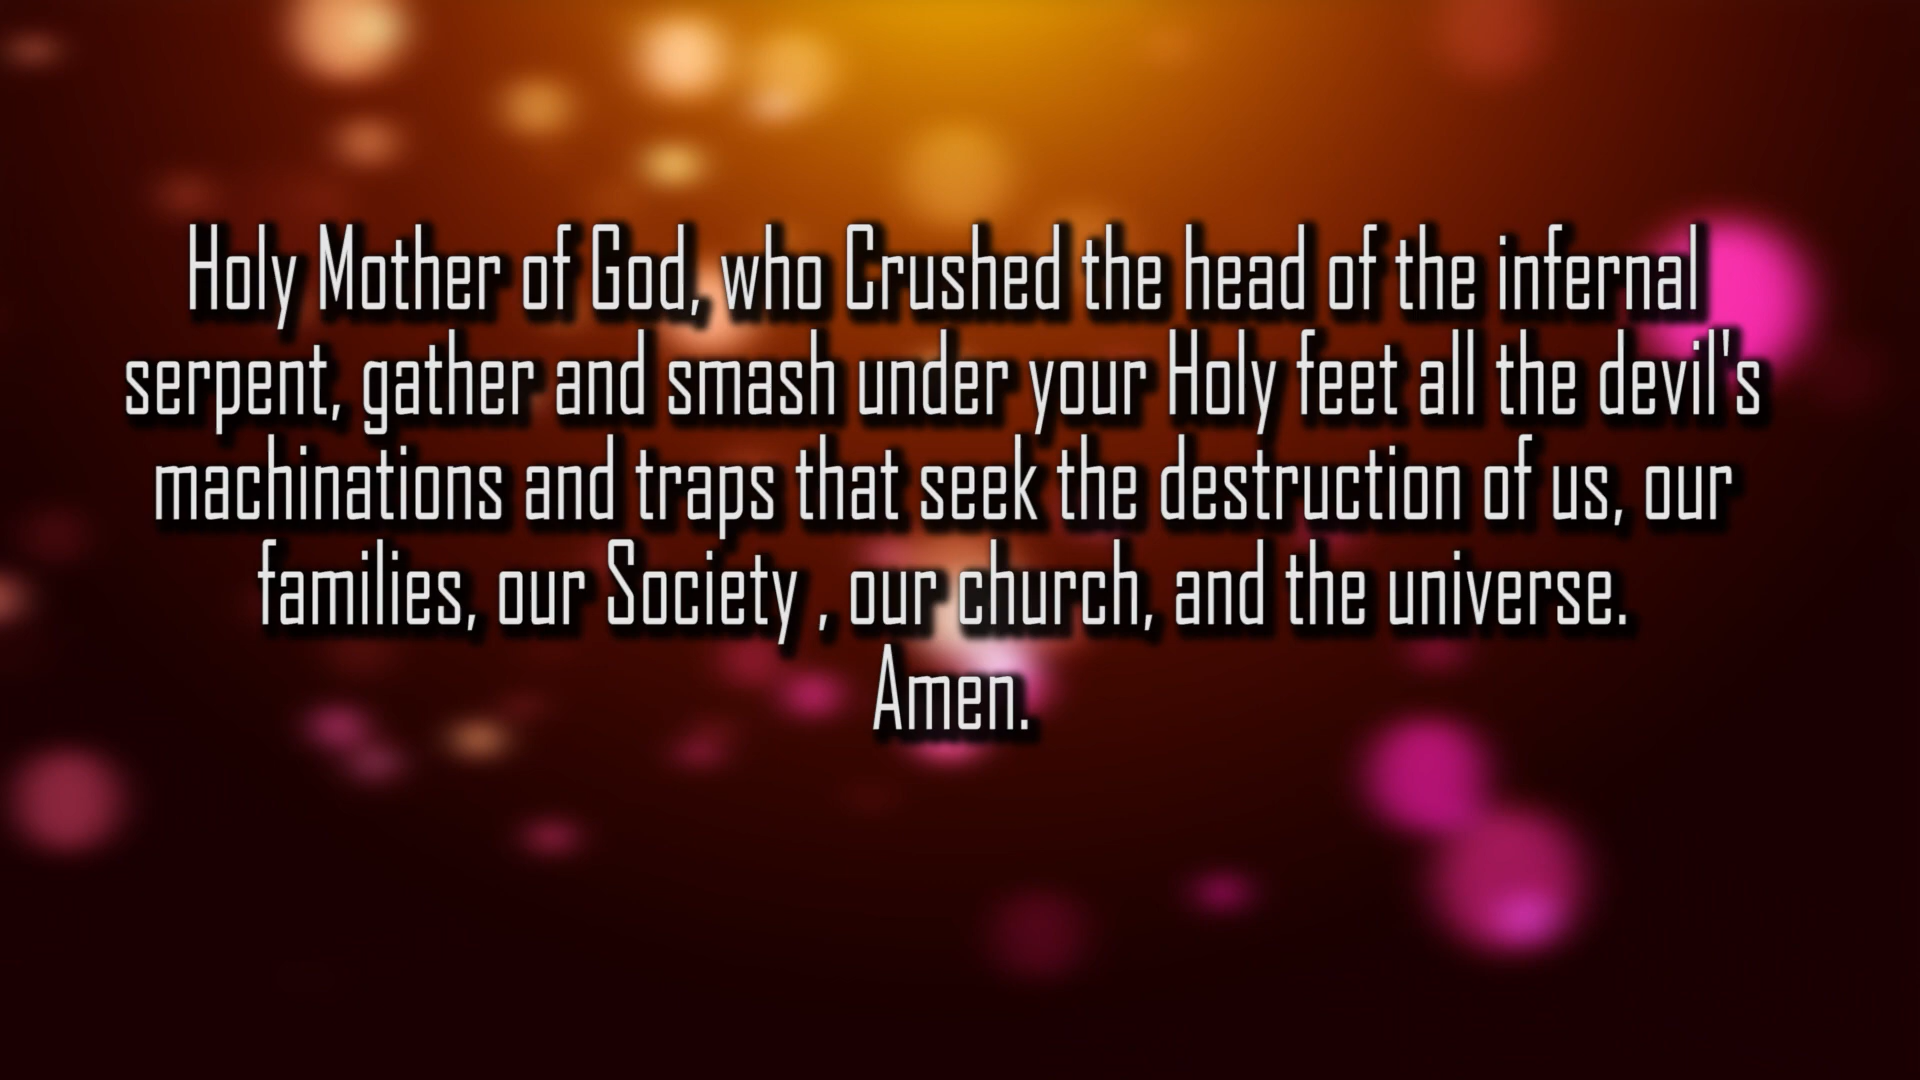 Holy Mother of God, who Crushed the head of the infernal
serpent, gather and smash under your Holy feet all the devil's
machinations and traps that seek the destruction of us, our
families, our Society , our church, and the universe.
Amen.